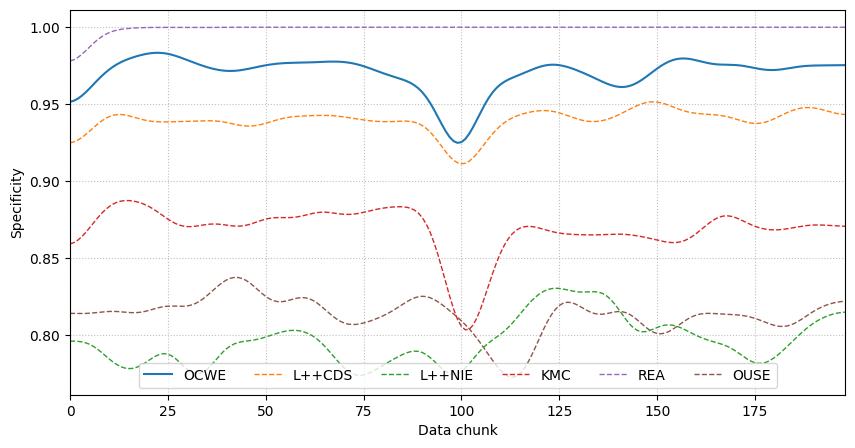 1.00
0.95
0.90
0.85
0.80
Specificity
OCWE L++CDS L++NIE KMC REA OUSE
0 25 50 75 100 125 150 175
Data chunk